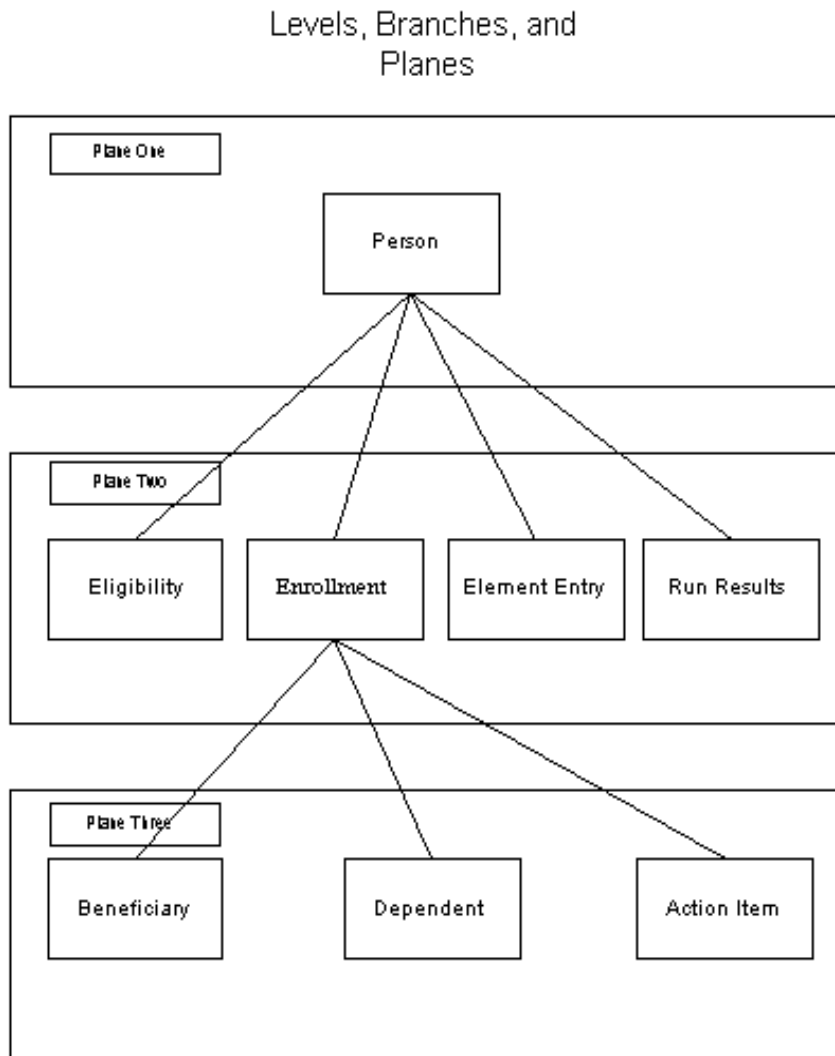 Levels, Branches, and
Planes
Plane One
Person
Plane Two
Eligibility
Enrollment
Element Entry
Run Results
Plane Three
Beneficiary
Dependent
Action Item